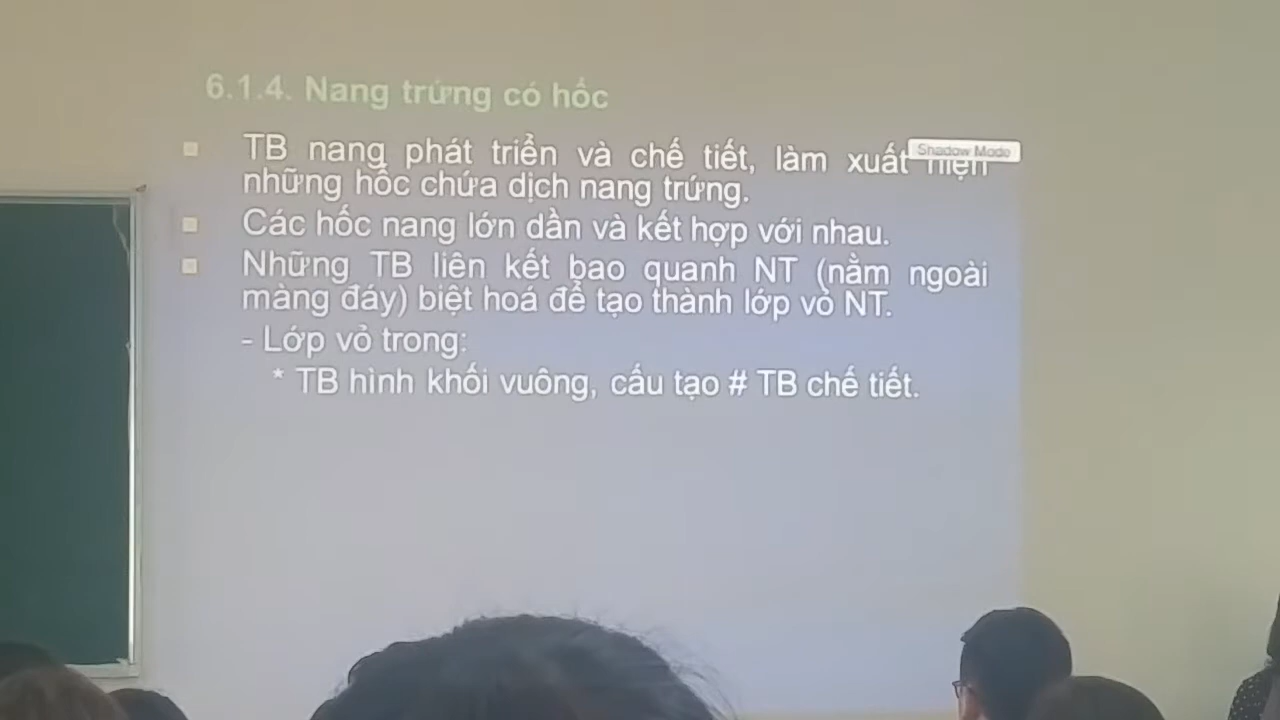 6.1.4. Nang trứng có hốc
TB nang phát triển và chế tiết, làm xuất hiện
Shadow Mode
những hốc chứa dịch nang trứng.
Các hốc nang lớn dần và kết hợp với nhau.
Những TB liên kết bao quanh NT (nằm ngoài
màng đáy) biệt hoá để tạo thành lớp vỏ NT.
- Lớp vỏ trong:
* TB hình khối vuông, cấu tạo # TB chế tiết.